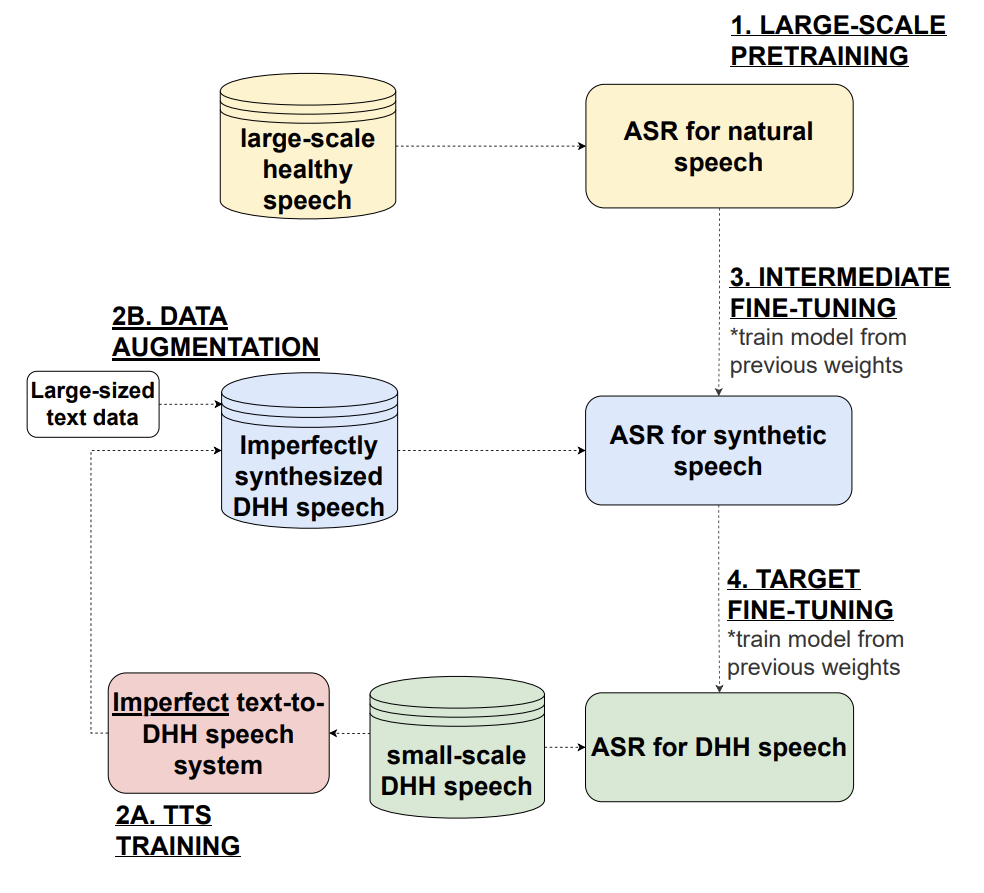 1. LARGE-SCALE
PRETRAINING
large-scale
healthy
speech
ASR for natural
speech
3. INTERMEDIATE
FINE-TUNING
*train model from
previous weights
2B. DATA
AUGMENTATION
Large-sized
text data
Imperfectly
synthesized
DHH speech
ASR for synthetic
speech
4. TARGET
FINE-TUNING
*train model from
previous weights
Imperfect text-to-
DHH speech
system
small-scale
DHH speech
ASR for DHH speech
2A. TTS
TRAINING